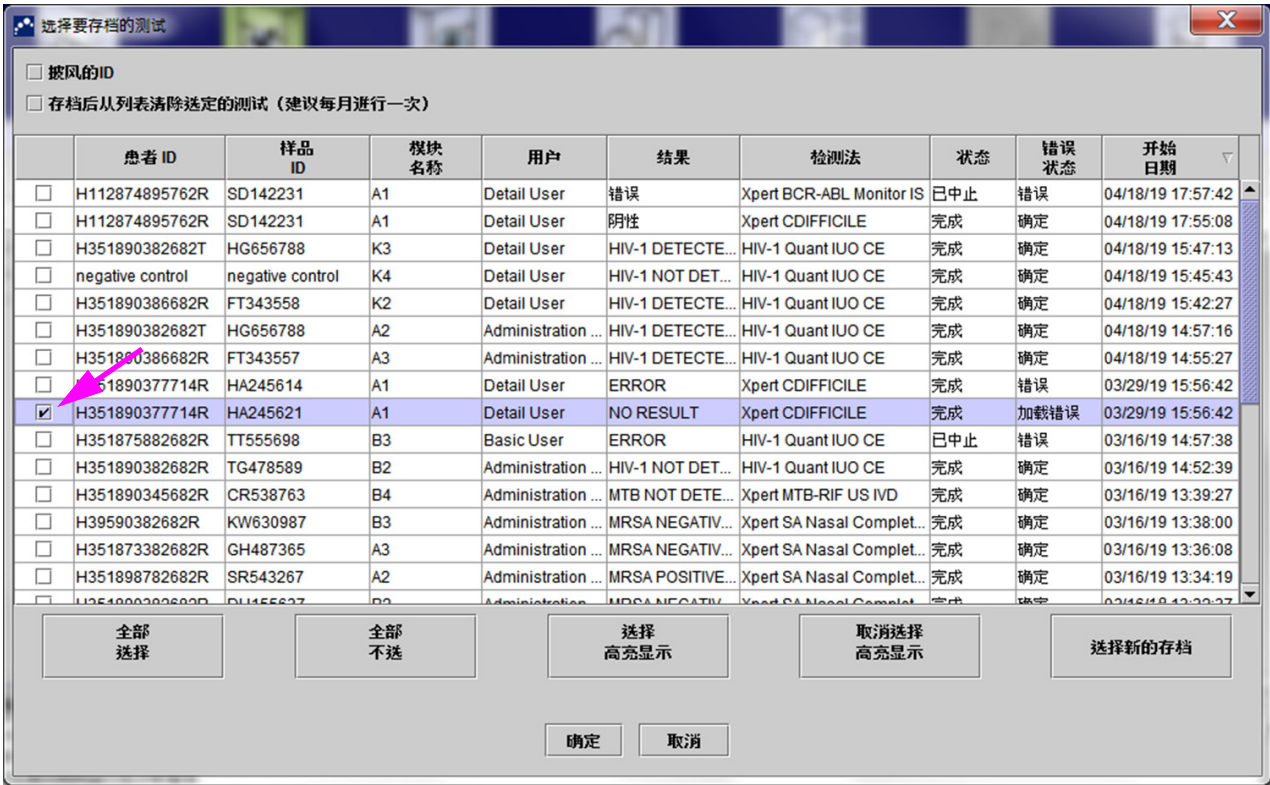 选择要存档的测试
披风的ID
存档后从列表清除选定的测试（建议每月进行一次）
患者 ID 样品 ID 模块名称 用户 结果 检测法 状态 错误状态 开始日期
H112874895762R SD142231 A1 Detail User 错误 Xpert BCR-ABL Monitor IS 已中止 错误 04/18/19 17:57:42
H112874895762R SD142231 A1 Detail User 阴性 Xpert CDIFFICILE 完成 确定 04/18/19 17:55:08
H351890382682T HG656788 K3 Detail User HIV-1 DETECTE... HIV-1 Quant IUO CE 完成 确定 04/18/19 15:47:13
negative control negative control K4 Detail User HIV-1 NOT DET... HIV-1 Quant IUO CE 完成 确定 04/18/19 15:45:43
H351890386682R FT343558 K2 Detail User HIV-1 DETECTE... HIV-1 Quant IUO CE 完成 确定 04/18/19 15:42:27
H351890382682T HG656788 A2 Administration ... HIV-1 DETECTE... HIV-1 Quant IUO CE 完成 确定 04/18/19 14:57:16
H351890386682R FT343557 A3 Administration ... HIV-1 DETECTE... HIV-1 Quant IUO CE 完成 确定 04/18/19 14:55:27
H351890377714R HA245614 A1 Detail User ERROR Xpert CDIFFICILE 完成 错误 03/29/19 15:56:42
H351890377714R HA245621 A1 Detail User NO RESULT Xpert CDIFFICILE 完成 加载错误 03/29/19 15:56:42
H351875882682R TT555698 B3 Basic User ERROR HIV-1 Quant IUO CE 已中止 错误 03/16/19 14:57:38
H351890382682R TG478589 B2 Administration ... HIV-1 NOT DET... HIV-1 Quant IUO CE 完成 确定 03/16/19 14:52:39
H351890345682R CR538763 B4 Administration ... MTB NOT DETE... Xpert MTB-RIF US IVD 完成 确定 03/16/19 13:39:27
H39590382682R KW630987 B3 Administration ... MRSA NEGATIV... Xpert SA Nasal Complet... 完成 确定 03/16/19 13:38:00
H351873382682R GH487365 A3 Administration ... MRSA NEGATIV... Xpert SA Nasal Complet... 完成 确定 03/16/19 13:36:08
H351898782682R SR543267 A2 Administration ... MRSA POSITIVE... Xpert SA Nasal Complet... 完成 确定 03/16/19 13:34:19
全部选择 全部不选 选择高亮显示 取消选择高亮显示 选择新的存档
确定 取消